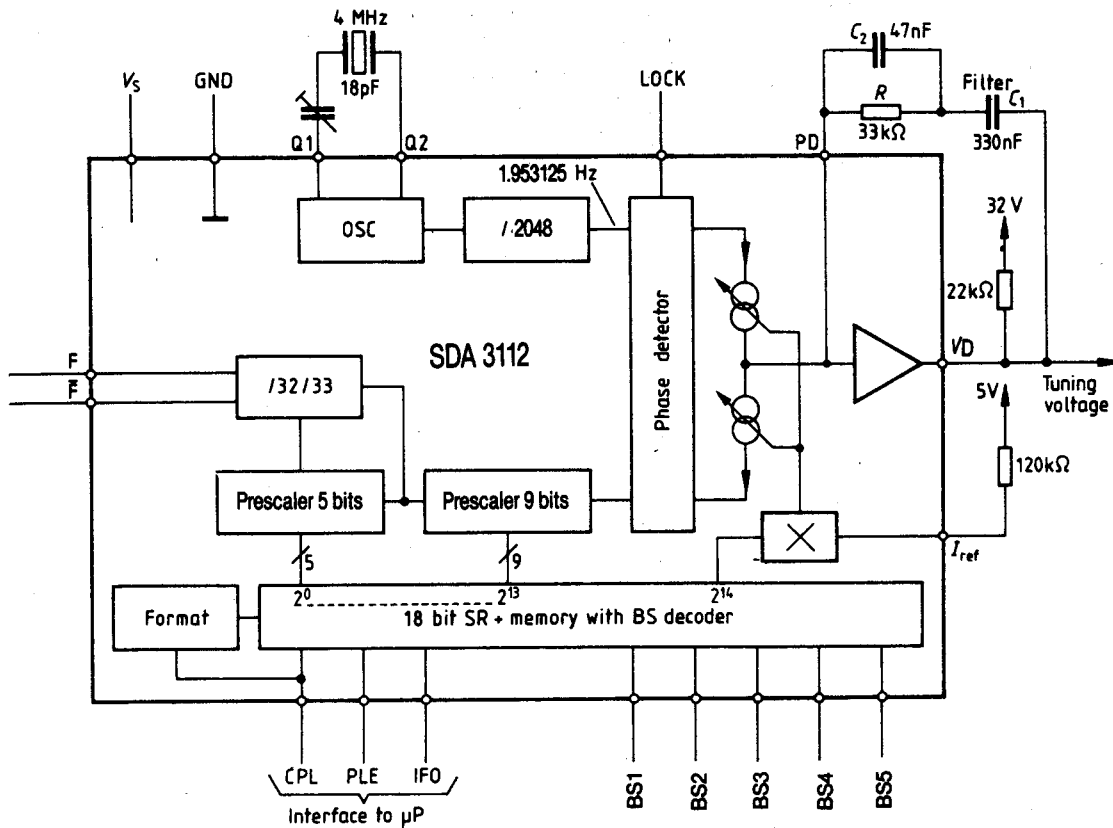 4 MHz
18pF
C₂ 47nF
R
33kΩ
Filter
C₁
330nF
Vs
GND
Q1
Q2
LOCK
PD
1.953125 Hz
OSC
/.2048
Phase detector
32 V
22kΩ
SDA 3112
F
F̅
/32/33
VD
Tuning
voltage
5V
120kΩ
Prescaler 5 bits
Prescaler 9 bits
I ref
5
9
2⁰ 2¹³ 2¹⁴
Format
18 bit SR + memory with BS decoder
CPL PLE IFO
Interface to µP
BS1
BS2
BS3
BS4
BS5